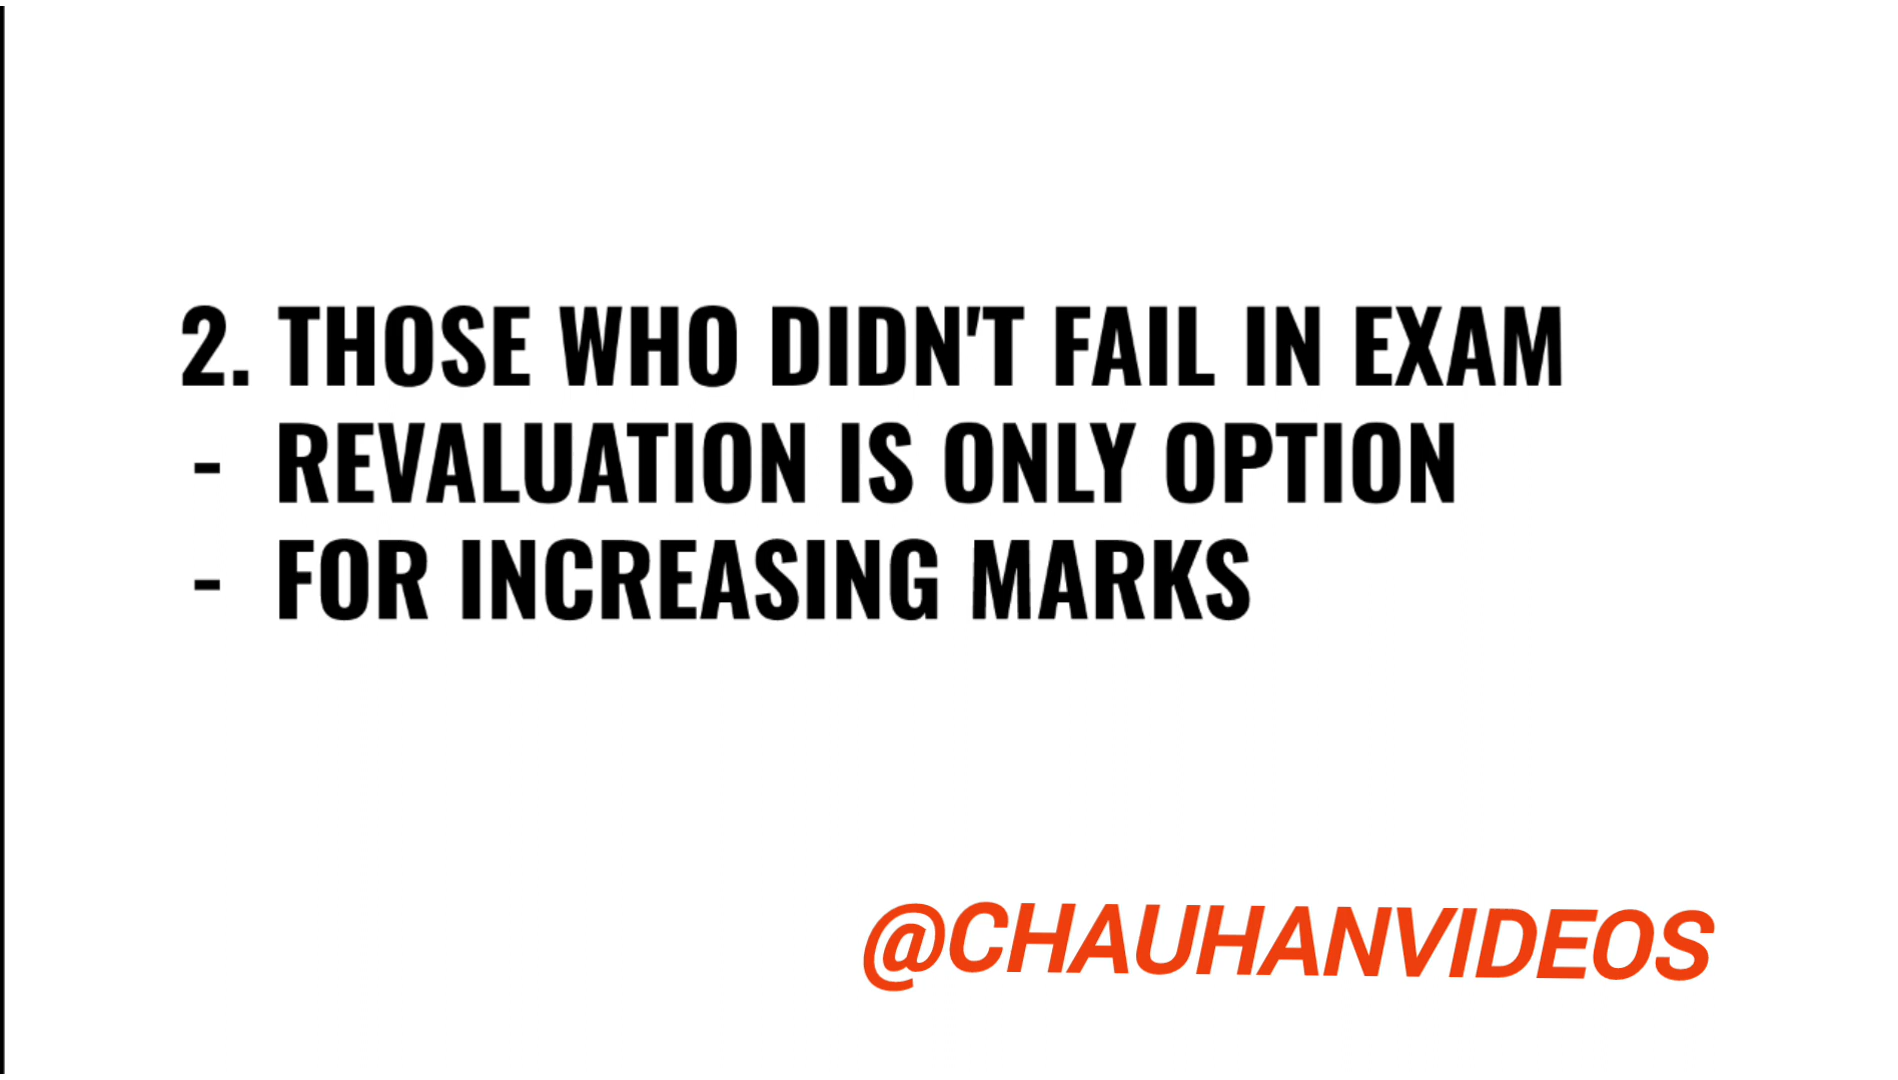 2. THOSE WHO DIDN'T FAIL IN EXAM
- REVALUATION IS ONLY OPTION
- FOR INCREASING MARKS
@CHAUHANVIDEOS